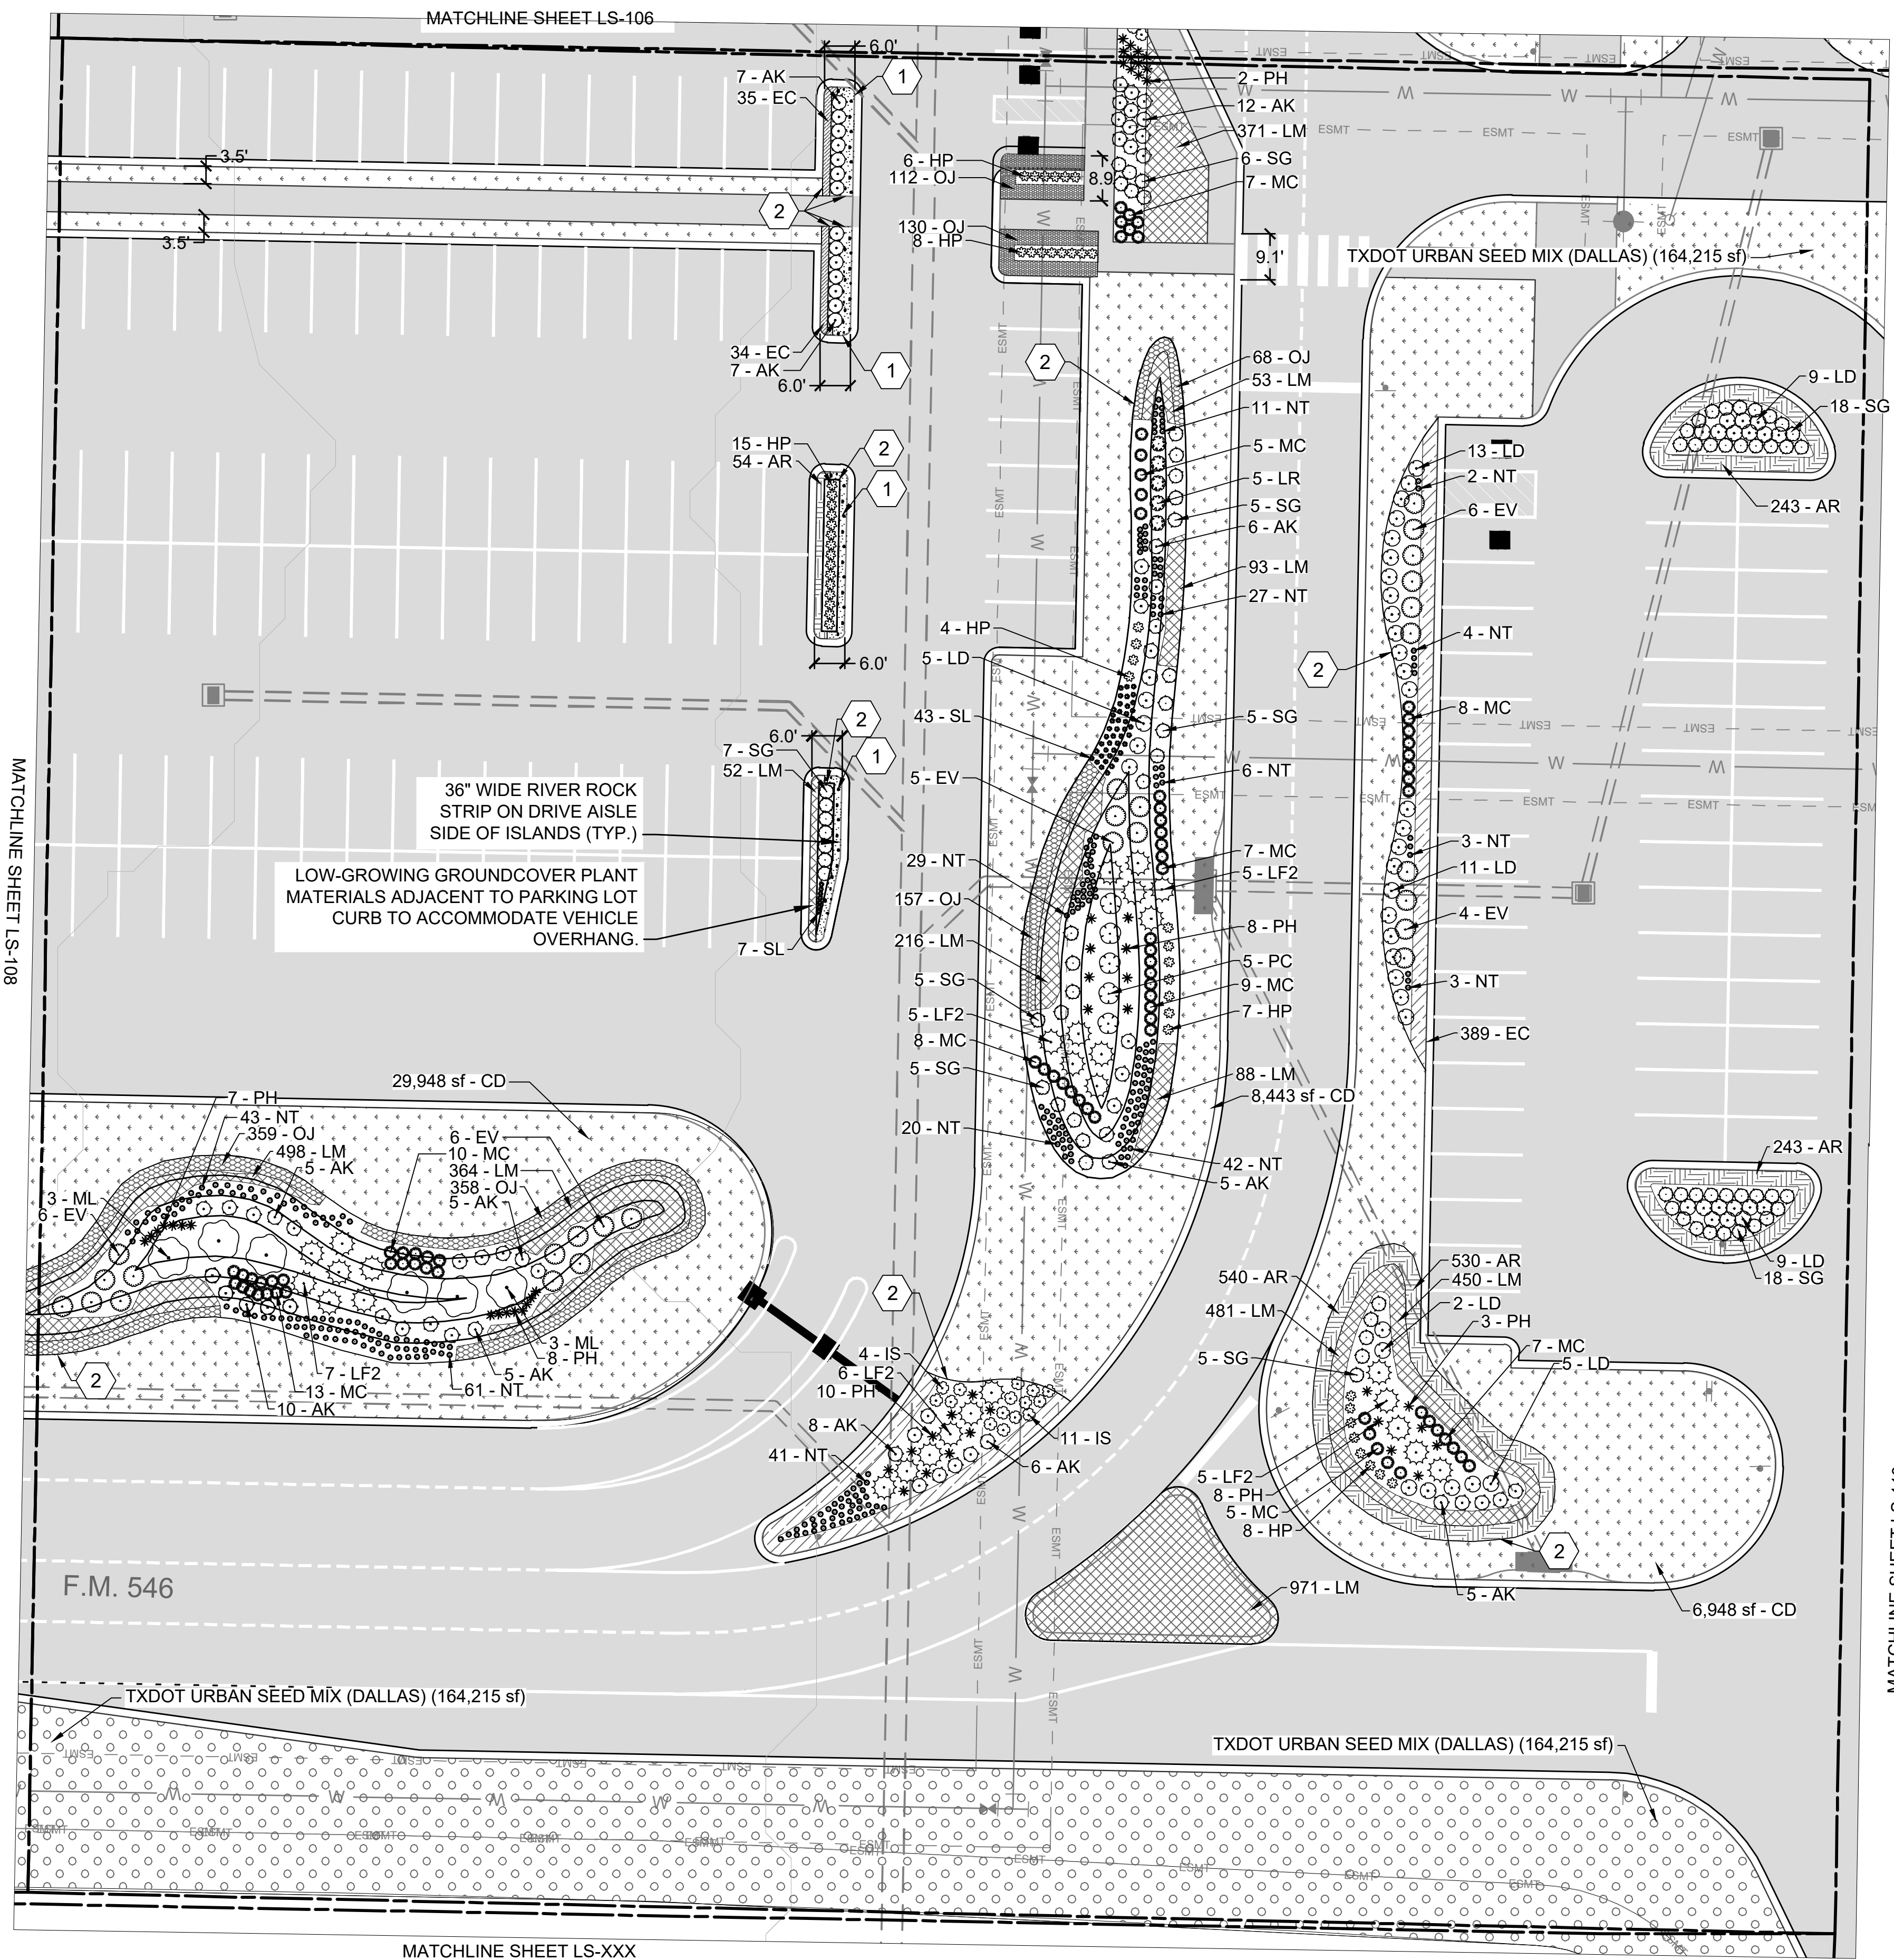 MATCHLINE SHEET LS-106
6.0'
7 - AK
35 - EC
1
3.5'
2
3.5'
34 - EC
7 - AK
6.0'
1
2 - PH
12 - AK
371 - LM
6 - SG
7 - MC
6 - HP
112 - OJ
8.9
130 - OJ
8 - HP
9.1'
TXDOT URBAN SEED MIX (DALLAS) (164,215 sf)
2
68 - OJ
53 - LM
11 - NT
5 - MC
5 - LR
5 - SG
6 - AK
93 - LM
27 - NT
9 - LD
18 - SG
243 - AR
13 - LD
2 - NT
6 - EV
4 - NT
2
8 - MC
3 - NT
11 - LD
4 - EV
3 - NT
389 - EC
15 - HP
54 - AR
2
1
6.0'
4 - HP
5 - LD
43 - SL
5 - EV
5 - SG
6 - NT
7 - MC
5 - LF2
29 - NT
157 - OJ
216 - LM
8 - PH
5 - PC
9 - MC
7 - HP
5 - SG
5 - LF2
8 - MC
5 - SG
88 - LM
8,443 sf - CD
20 - NT
42 - NT
5 - AK
2
1
6.0'
7 - SG
52 - LM
36" WIDE RIVER ROCK
STRIP ON DRIVE AISLE
SIDE OF ISLANDS (TYP.)
LOW-GROWING GROUNDCOVER PLANT
MATERIALS ADJACENT TO PARKING LOT
CURB TO ACCOMMODATE VEHICLE
OVERHANG.
7 - SL
MATCHLINE SHEET LS-108
29,948 sf - CD
7 - PH
43 - NT
359 - OJ
498 - LM
5 - AK
3 - ML
6 - EV
6 - EV
10 - MC
364 - LM
358 - OJ
5 - AK
2
3 - ML
8 - PH
5 - AK
61 - NT
7 - LF2
13 - MC
10 - AK
2
4 - IS
6 - LF2
10 - PH
8 - AK
41 - NT
11 - IS
6 - AK
243 - AR
9 - LD
18 - SG
530 - AR
450 - LM
2 - LD
3 - PH
7 - MC
5 - LD
540 - AR
481 - LM
5 - SG
5 - LF2
8 - PH
5 - MC
8 - HP
2
5 - AK
6,948 sf - CD
971 - LM
F.M. 546
TXDOT URBAN SEED MIX (DALLAS) (164,215 sf)
TXDOT URBAN SEED MIX (DALLAS) (164,215 sf)
MATCHLINE SHEET LS-XXX
ESMT
W